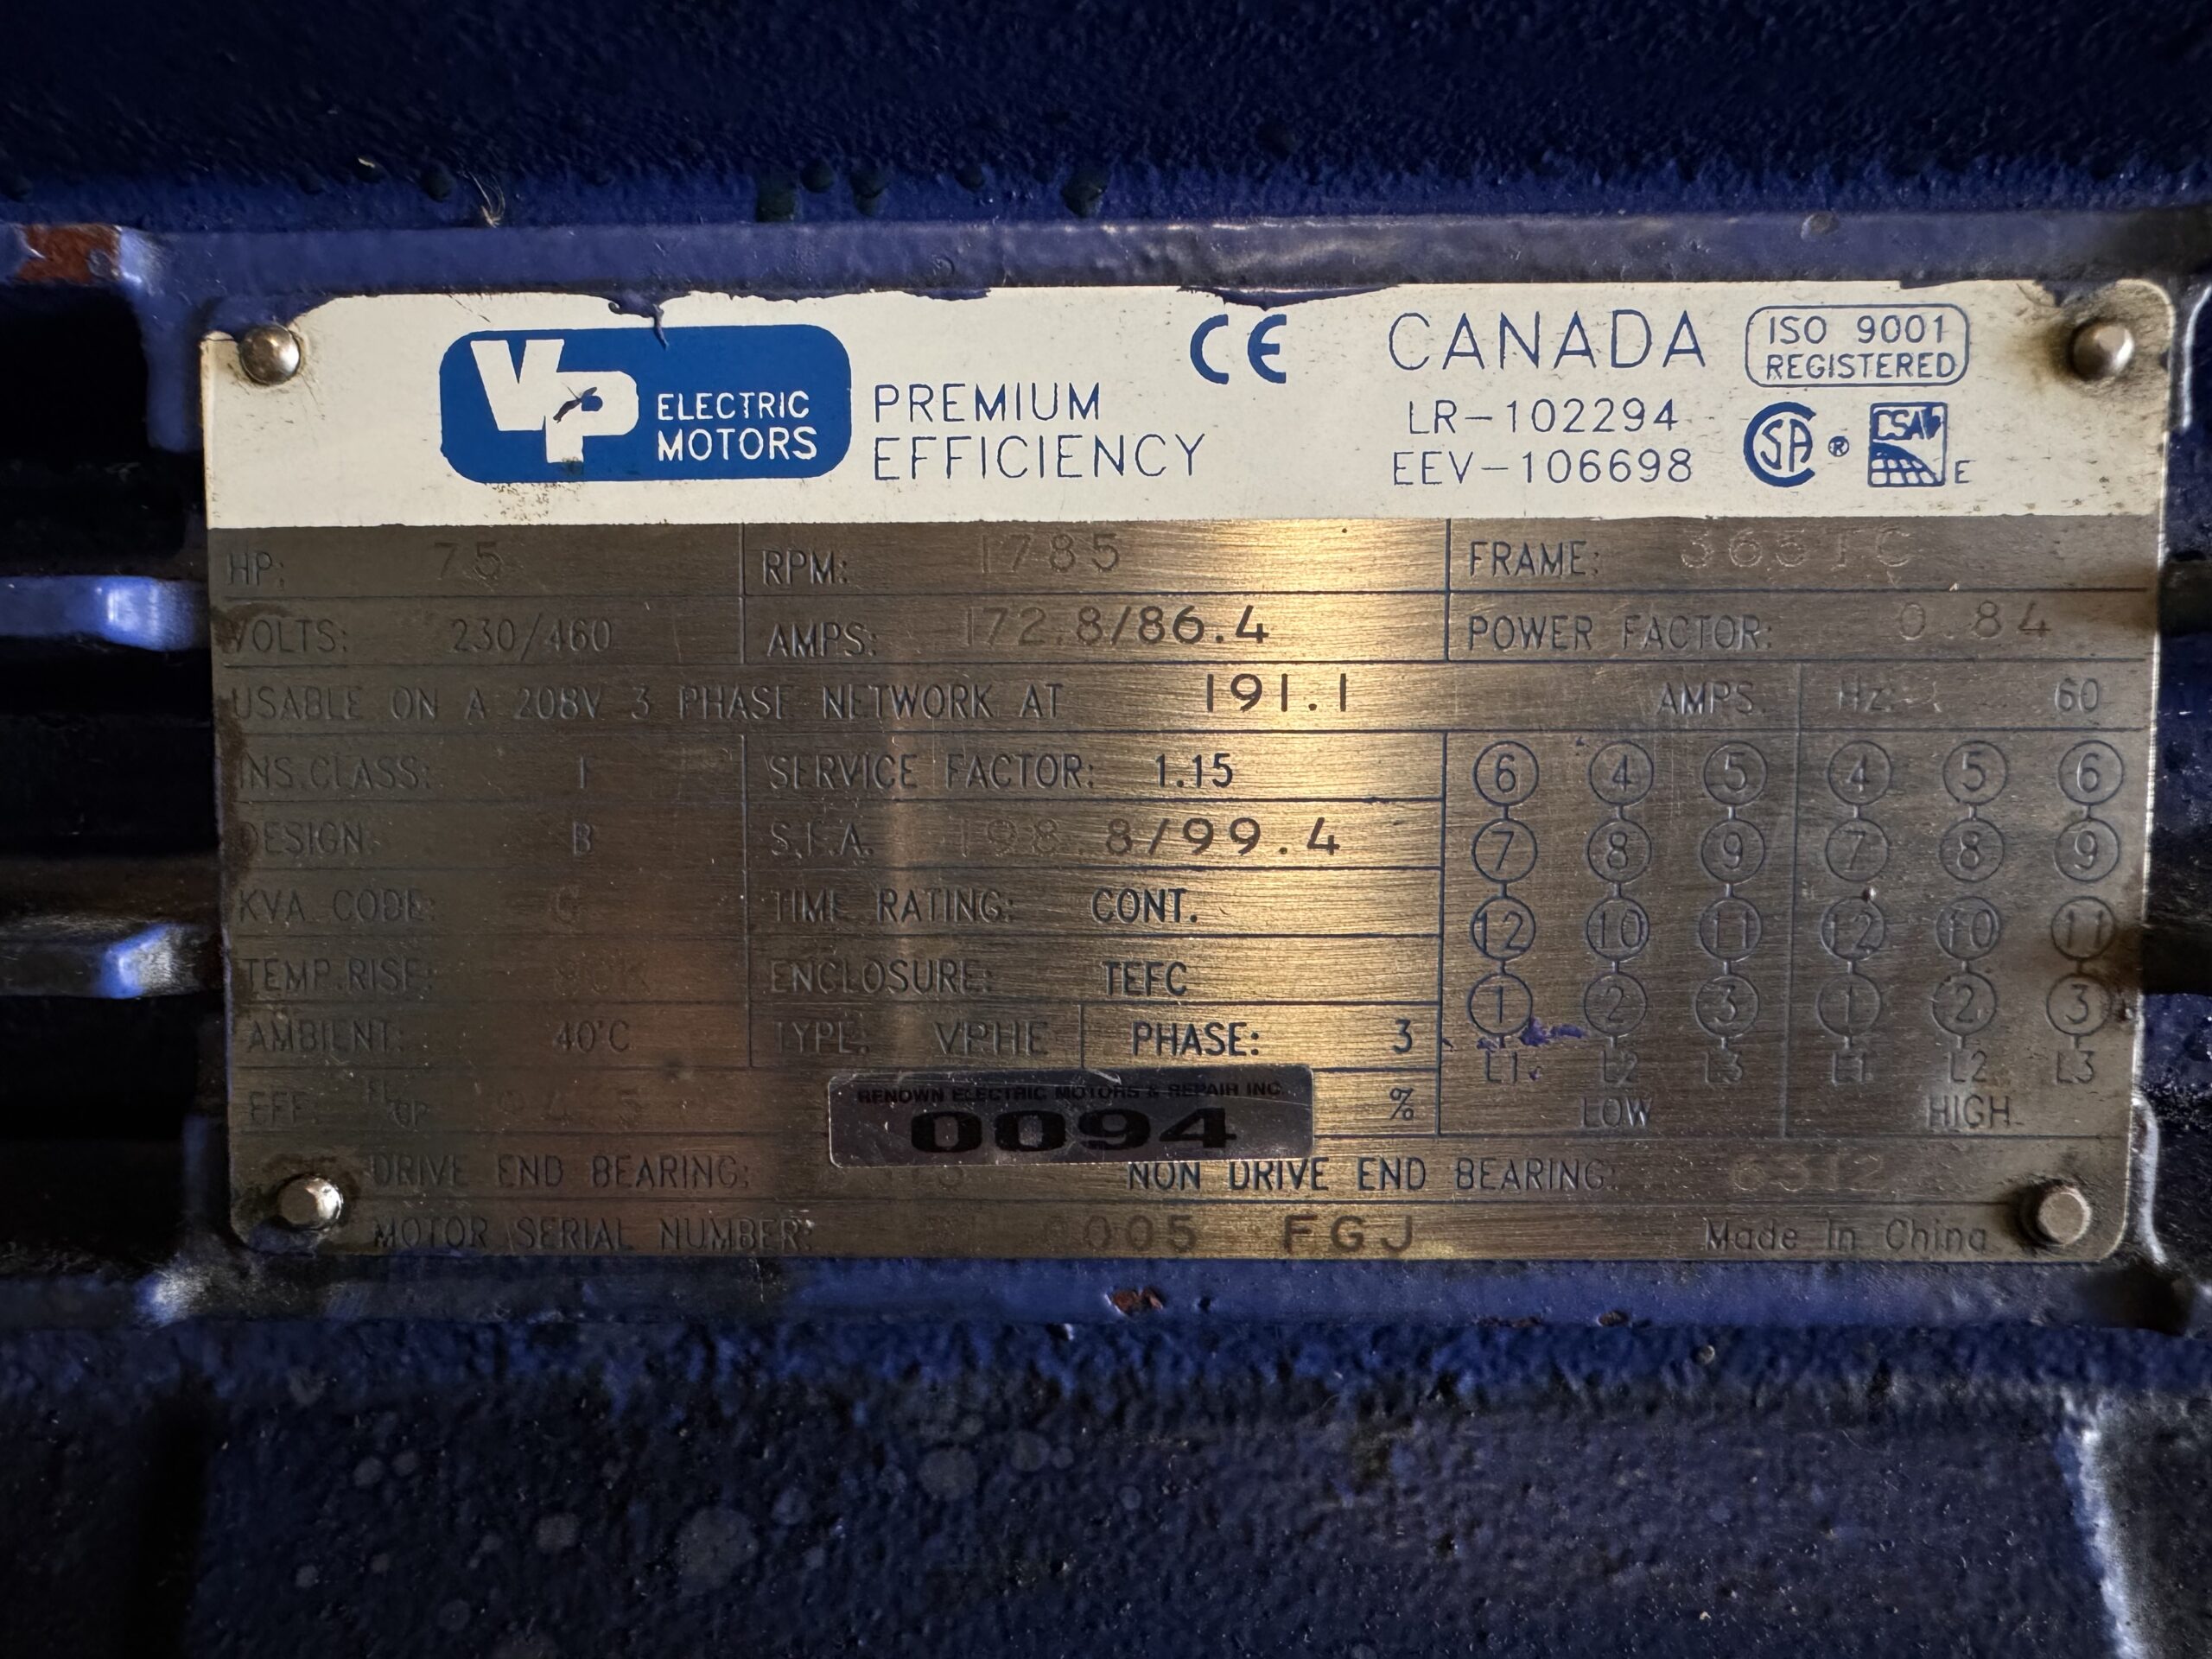 VP ELECTRIC MOTORS
PREMIUM EFFICIENCY
CE
CANADA
LR-102294
EEV-106698
ISO 9001
REGISTERED
SA ®
CSA E
HP: 75 RPM: 1785 FRAME: 365TC
VOLTS: 230/460 AMPS: 172.8/86.4 POWER FACTOR: 0.84
USABLE ON A 208V 3 PHASE NETWORK AT 191.1 AMPS Hz: 60
INS.CLASS: SERVICE FACTOR: 1.15
DESIGN: B S.F.A. 198.8/99.4
KVA CODE: G TIME RATING: CONT.
TEMP.RISE: ENCLOSURE: TEFC
AMBIENT: 40°C TYPE: VPHE PHASE: 3
EFF. 94.5 %
6 4 5 4 5 6
7 8 9 7 8 9
12 10 11 12 10 11
1 2 3 1 2 3
L1 L2 L3 L1 L2 L3
LOW HIGH
RENOWN ELECTRIC MOTORS & REPAIR INC
0094
DRIVE END BEARING: NON DRIVE END BEARING: 6312
MOTOR SERIAL NUMBER: 005 FGJ Made In China